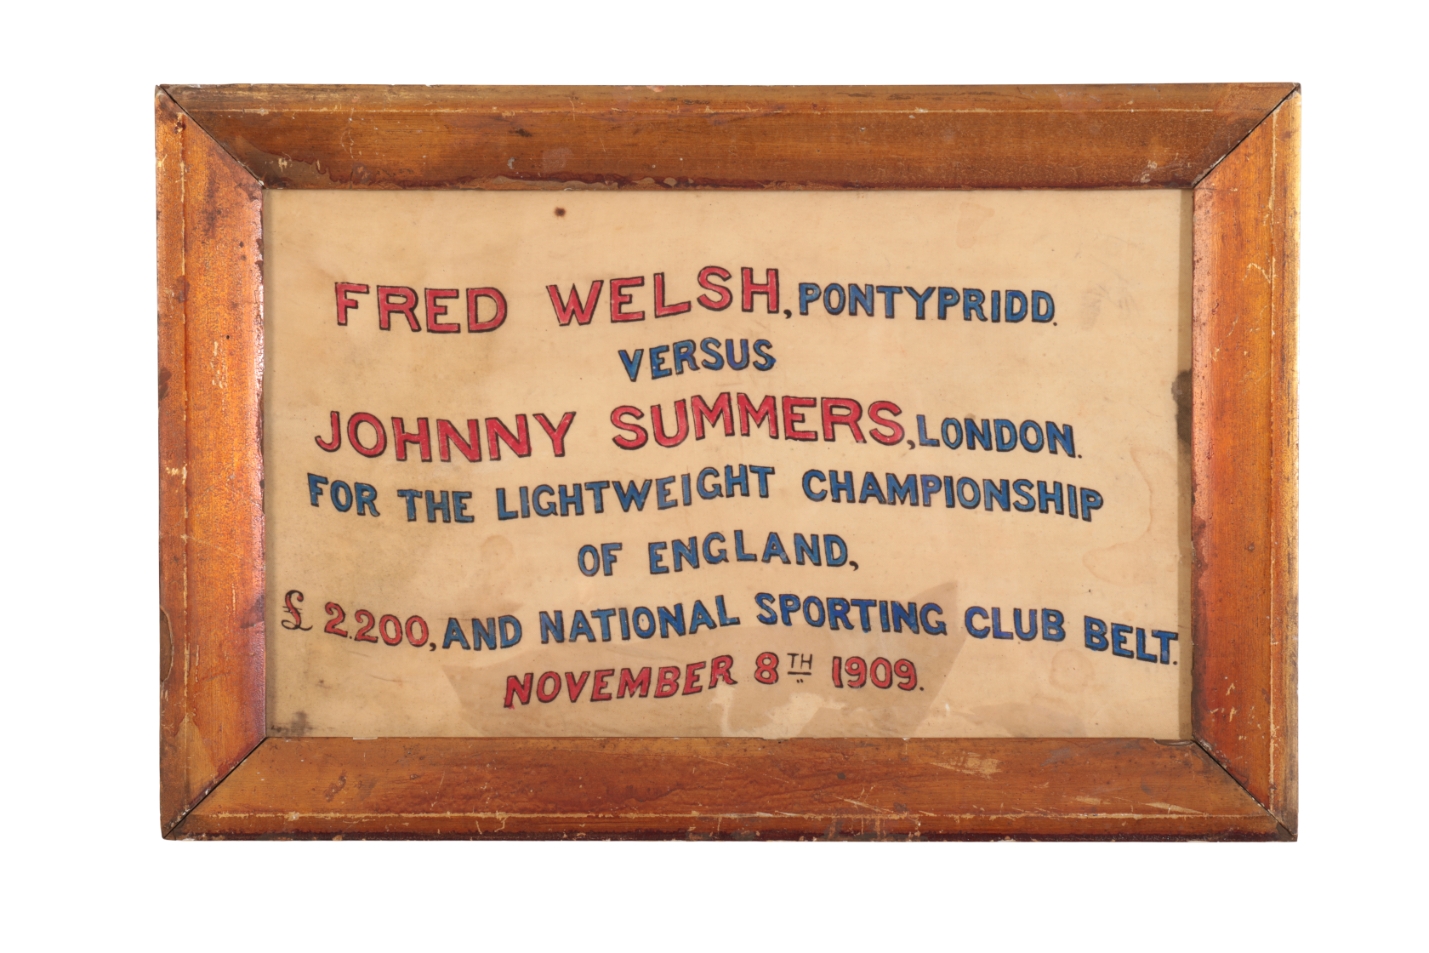 FRED WELSH, PONTYPRIDD.
VERSUS
JOHNNY SUMMERS, LONDON.
FOR THE LIGHTWEIGHT CHAMPIONSHIP
OF ENGLAND,
£2.200, AND NATIONAL SPORTING CLUB BELT.
NOVEMBER 8TH 1909.